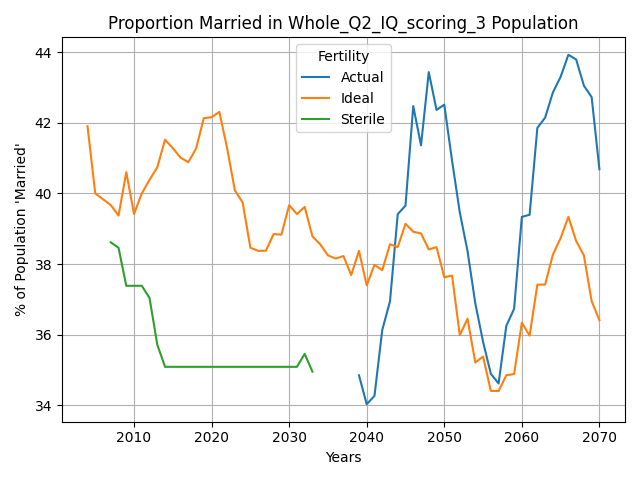 Proportion Married in Whole_Q2_IQ_scoring_3 Population
Fertility
Actual
Ideal
Sterile
% of Population 'Married'
44
42
40
38
36
34
2010 2020 2030 2040 2050 2060 2070
Years